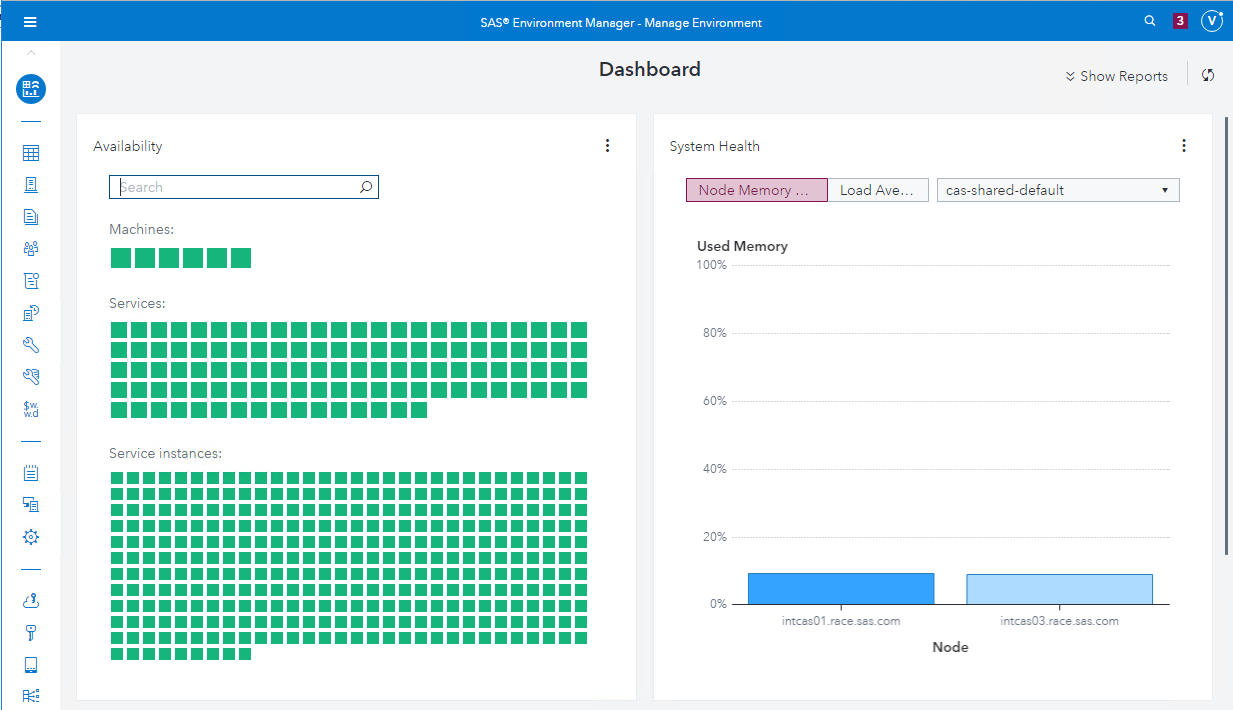 SAS® Environment Manager - Manage Environment
3
V
Dashboard
Show Reports
Availability
Search
Machines:
Services:
Service instances:
$w.
w.d
System Health
Node Memory ...
Load Ave...
cas-shared-default
Used Memory
100%
80%
60%
40%
20%
0%
intcas01.race.sas.com
intcas03.race.sas.com
Node